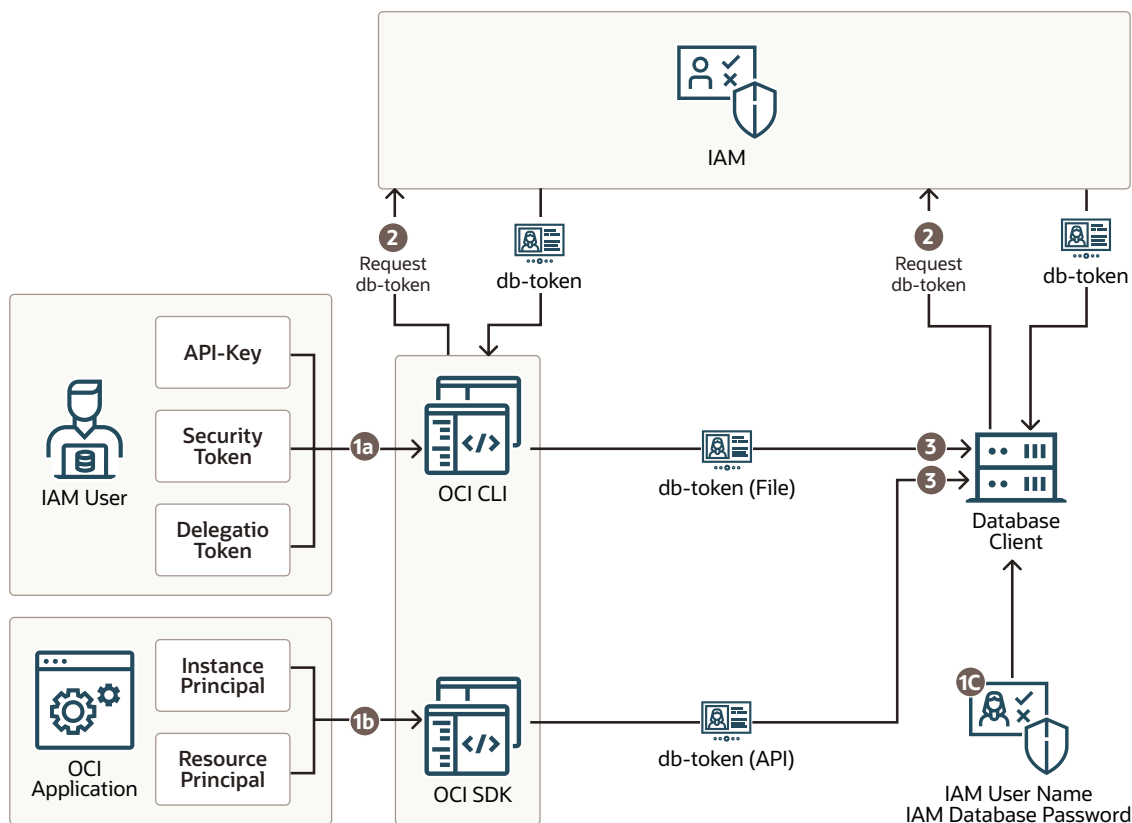 IAM
2
Request
db-token
db-token
2
Request
db-token
db-token
API-Key
Security
Token
Delegatio
Token
IAM User
1a
</>
OCI CLI
db-token (File)
3
3
Database
Client
Instance
Principal
Resource
Principal
OCI
Application
1b
</>
OCI SDK
db-token (API)
1C
IAM User Name
IAM Database Password